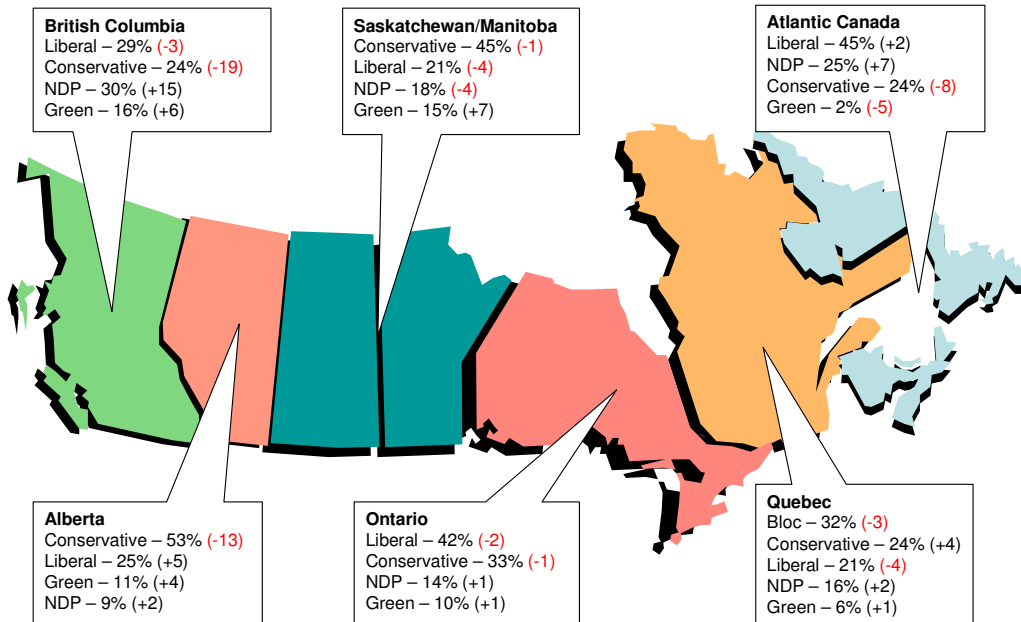 British Columbia
Liberal – 29% (-3)
Conservative – 24% (-19)
NDP – 30% (+15)
Green – 16% (+6)
Saskatchewan/Manitoba
Conservative – 45% (-1)
Liberal – 21% (-4)
NDP – 18% (-4)
Green – 15% (+7)
Atlantic Canada
Liberal – 45% (+2)
NDP – 25% (+7)
Conservative – 24% (-8)
Green – 2% (-5)
Alberta
Conservative – 53% (-13)
Liberal – 25% (+5)
Green – 11% (+4)
NDP – 9% (+2)
Ontario
Liberal – 42% (-2)
Conservative – 33% (-1)
NDP – 14% (+1)
Green – 10% (+1)
Quebec
Bloc – 32% (-3)
Conservative – 24% (+4)
Liberal – 21% (-4)
NDP – 16% (+2)
Green – 6% (+1)